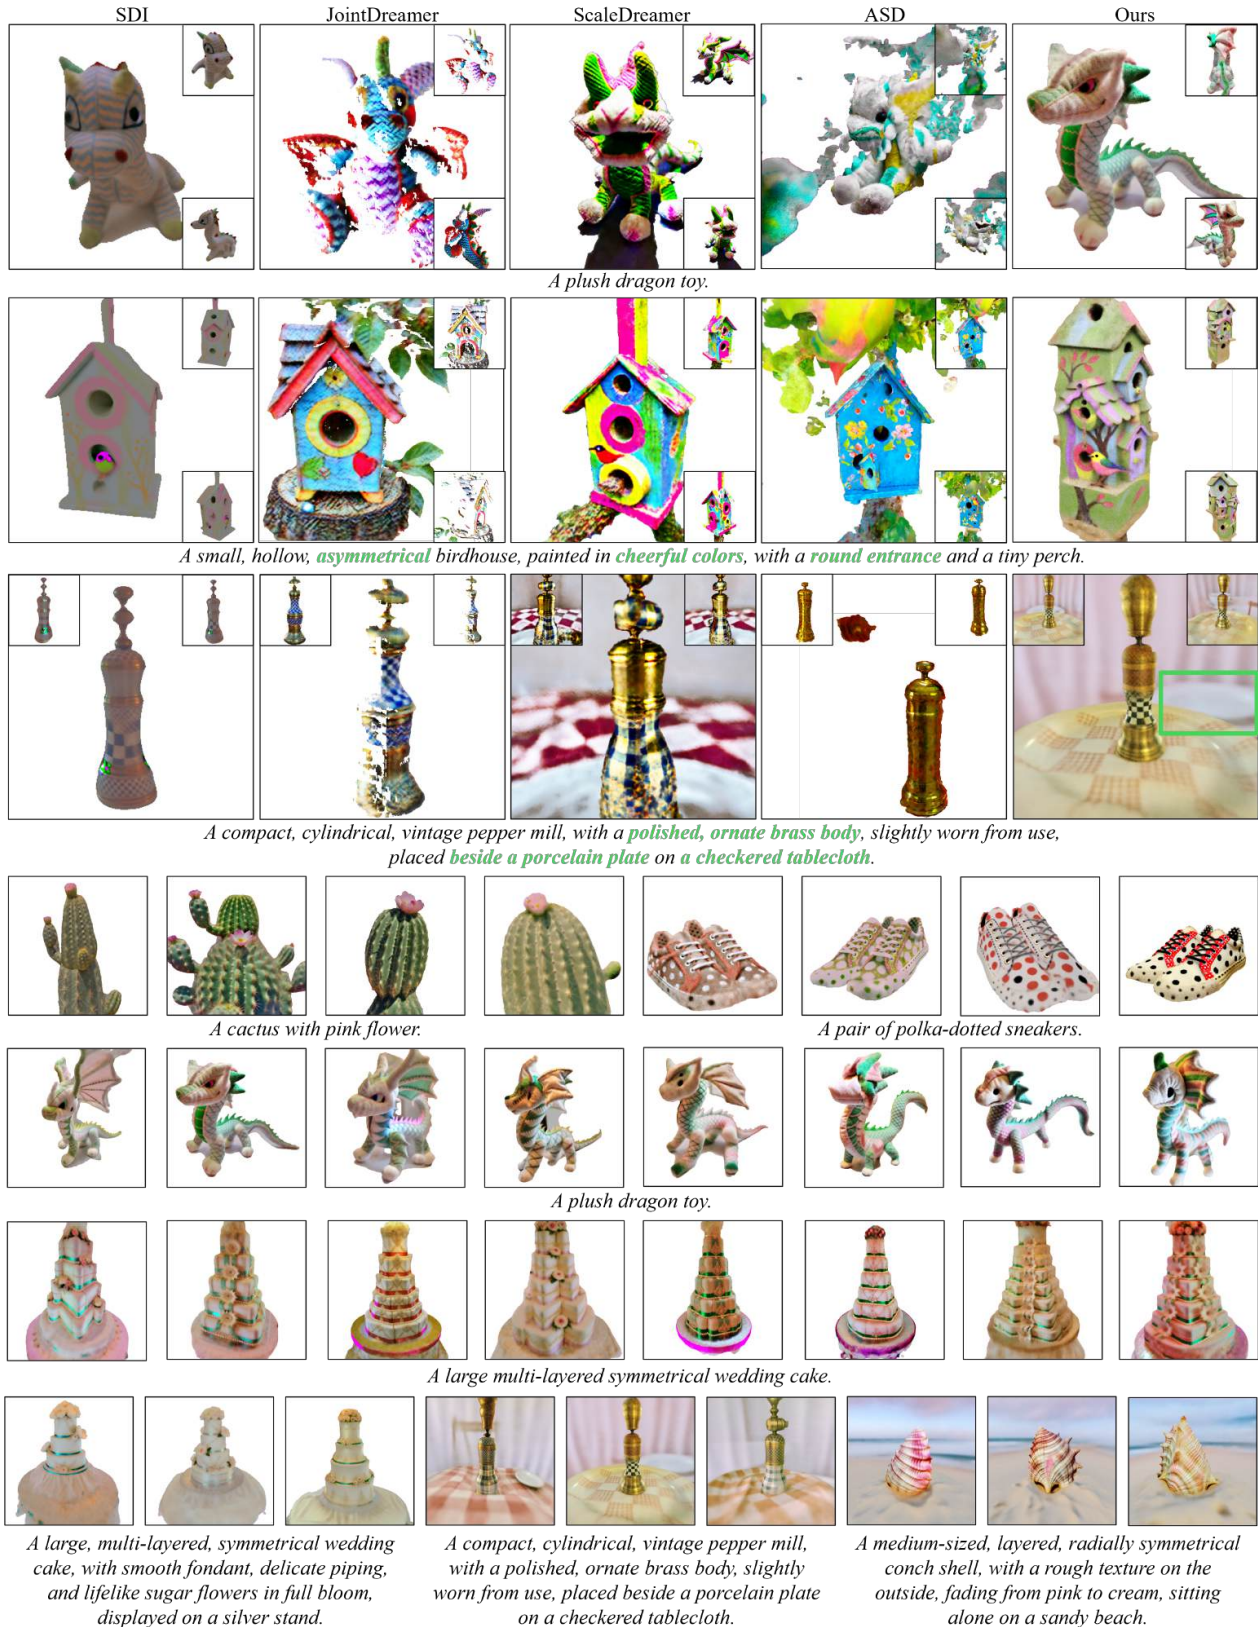 SDI JointDreamer ScaleDreamer ASD Ours
A plush dragon toy.
A small, hollow, asymmetrical birdhouse, painted in cheerful colors, with a round entrance and a tiny perch.
A compact, cylindrical, vintage pepper mill, with a polished, ornate brass body, slightly worn from use,
placed beside a porcelain plate on a checkered tablecloth.
A cactus with pink flower.
A pair of polka-dotted sneakers.
A plush dragon toy.
A large multi-layered symmetrical wedding cake.
A large, multi-layered, symmetrical wedding
cake, with smooth fondant, delicate piping,
and lifelike sugar flowers in full bloom,
displayed on a silver stand.
A compact, cylindrical, vintage pepper mill,
with a polished, ornate brass body, slightly
worn from use, placed beside a porcelain plate
on a checkered tablecloth.
A medium-sized, layered, radially symmetrical
conch shell, with a rough texture on the
outside, fading from pink to cream, sitting
alone on a sandy beach.